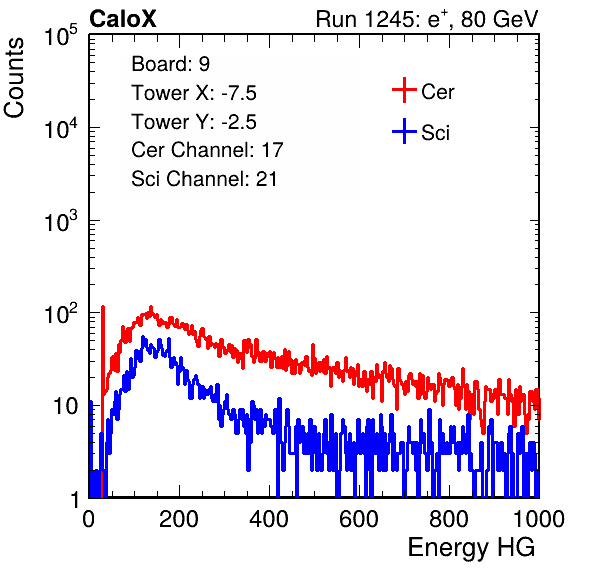 CaloX Run 1245: e⁺, 80 GeV
Counts
Board: 9
Tower X: -7.5
Tower Y: -2.5
Cer Channel: 17
Sci Channel: 21
Cer
Sci
10⁵
10⁴
10³
10²
10
1
0 200 400 600 800 1000
Energy HG